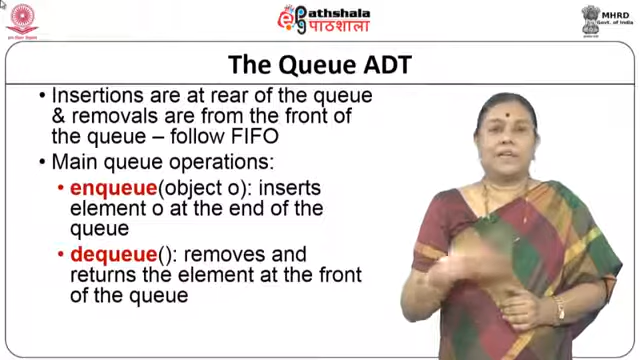 Pathshala
पाठशाला
MHRD
Govt. of India
The Queue ADT
• Insertions are at rear of the queue
& removals are from the front of
the queue – follow FIFO
• Main queue operations:
• enqueue(object o): inserts
element o at the end of the
queue
• dequeue(): removes and
returns the element at the front
of the queue